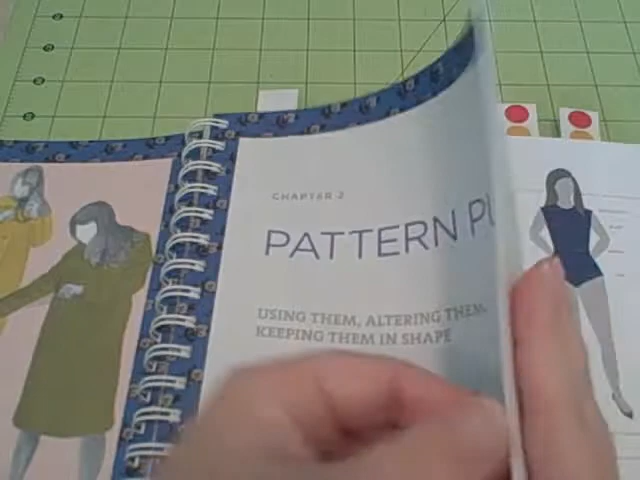 CHAPTER 2
PATTERN
USING THEM, ALTERING THEM,
KEEPING THEM IN SHAPE